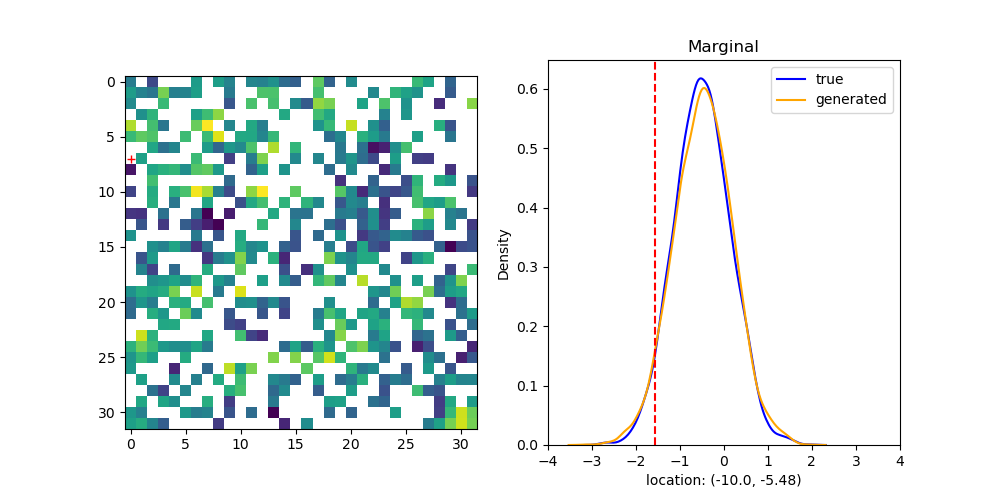 Marginal
true
generated
0
5
10
15
20
25
30
0 5 10 15 20 25 30
Density
0.6
0.5
0.4
0.3
0.2
0.1
0.0
−4 −3 −2 −1 0 1 2 3 4
location: (-10.0, -5.48)